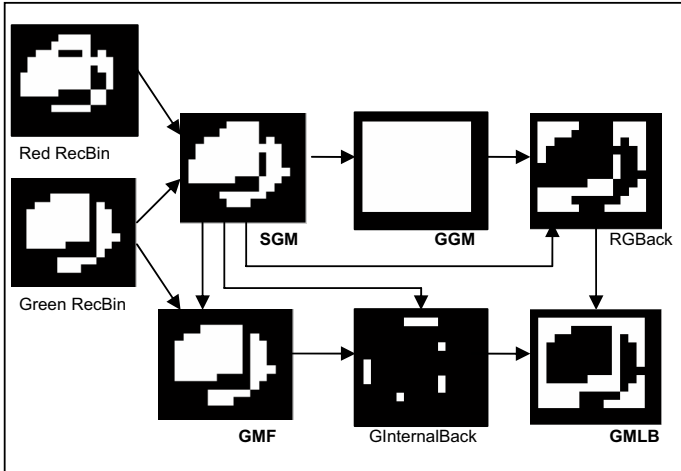 Red RecBin
SGM
GGM
RGBack
Green RecBin
GMF
GInternalBack
GMLB